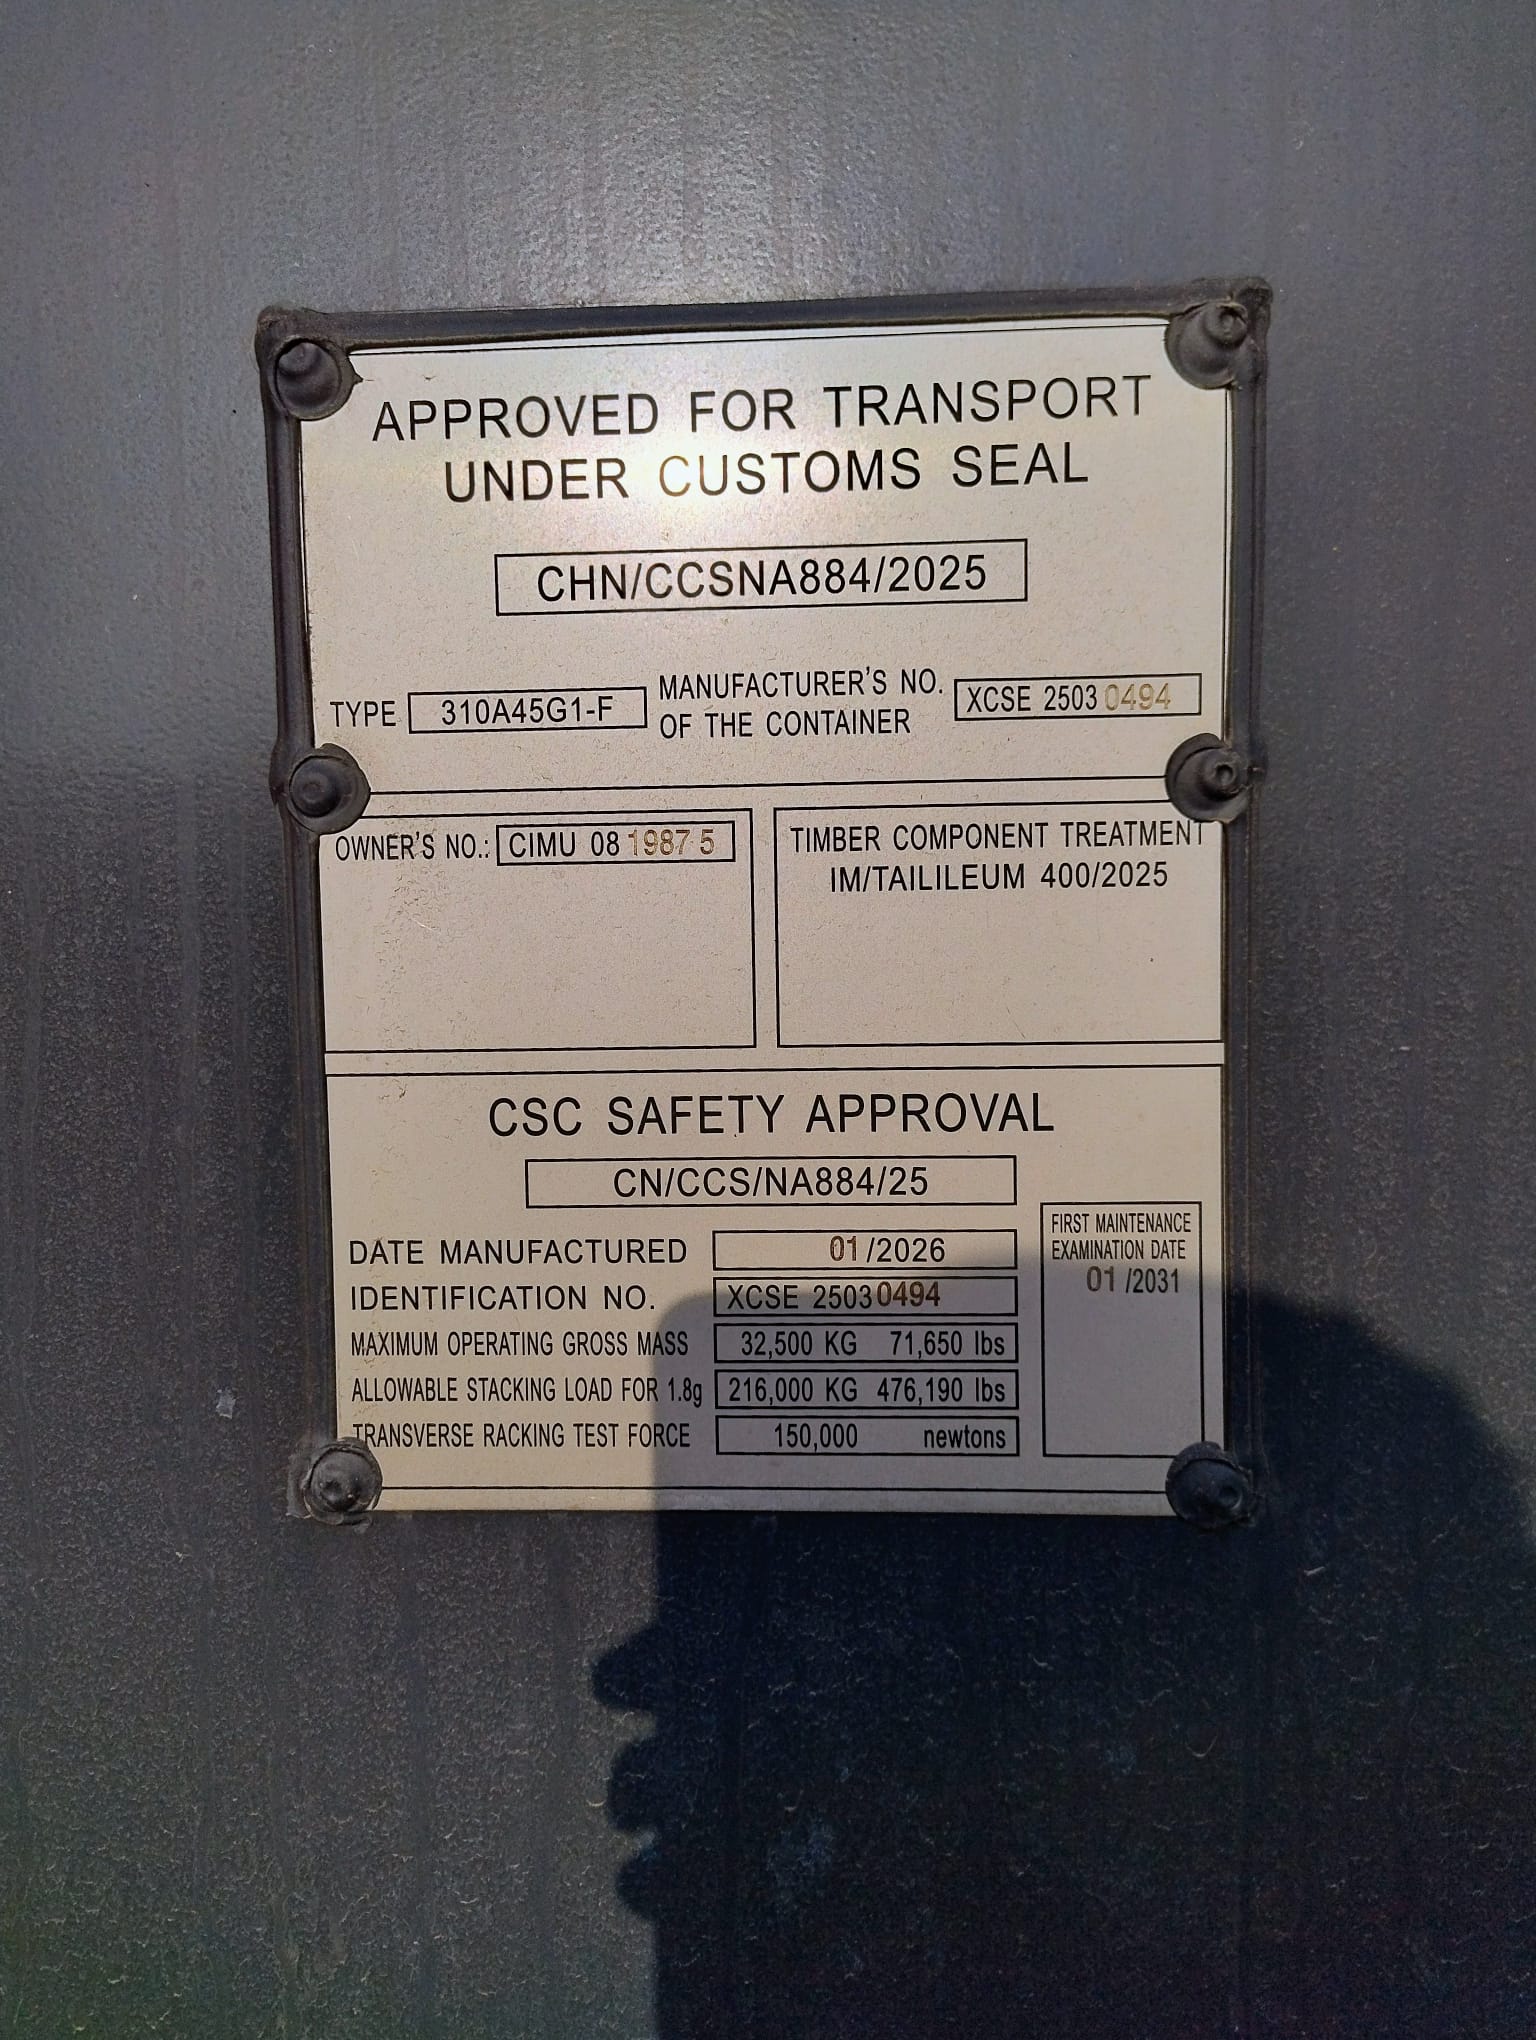 APPROVED FOR TRANSPORT
UNDER CUSTOMS SEAL
CHN/CCSNA884/2025
TYPE 310A45G1-F
MANUFACTURER'S NO.
OF THE CONTAINER
XCSE 2503 0494
OWNER'S NO.: CIMU 08 1987 5
TIMBER COMPONENT TREATMENT
IM/TAILILEUM 400/2025
CSC SAFETY APPROVAL
CN/CCS/NA884/25
DATE MANUFACTURED 01/2026
IDENTIFICATION NO. XCSE 25030494
MAXIMUM OPERATING GROSS MASS 32,500 KG 71,650 lbs
ALLOWABLE STACKING LOAD FOR 1.8g 216,000 KG 476,190 lbs
TRANSVERSE RACKING TEST FORCE 150,000 newtons
FIRST MAINTENANCE
EXAMINATION DATE
01 /2031